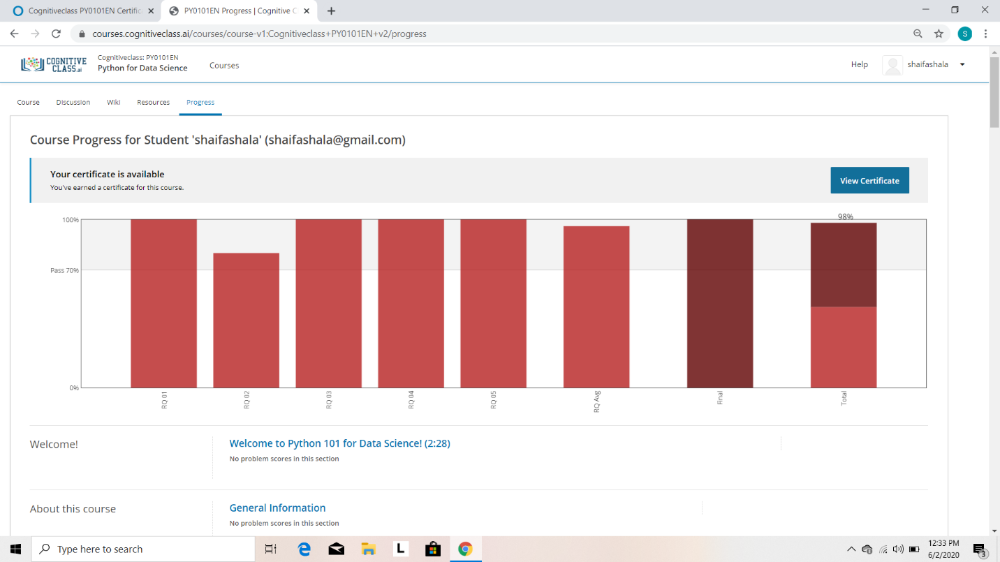 Cognitiveclass PY0101EN Certific
PY0101EN Progress | Cognitive C
courses.cognitiveclass.ai/courses/course-v1:Cognitiveclass+PY0101EN+v2/progress
S
COGNITIVE
CLASS.ai
Cognitiveclass: PY0101EN
Python for Data Science
Courses
Help
shaifashala
Course
Discussion
Wiki
Resources
Progress
Course Progress for Student 'shaifashala' (shaifashala@gmail.com)
Your certificate is available
You've earned a certificate for this course.
View Certificate
98%
100%
Pass 70%
0%
RQ 01
RQ 02
RQ 03
RQ 04
RQ 05
RQ Avg
Final
Total
Welcome!
Welcome to Python 101 for Data Science! (2:28)
No problem scores in this section
About this course
General Information
No problem scores in this section
Type here to search
L
12:33 PM
6/2/2020
3